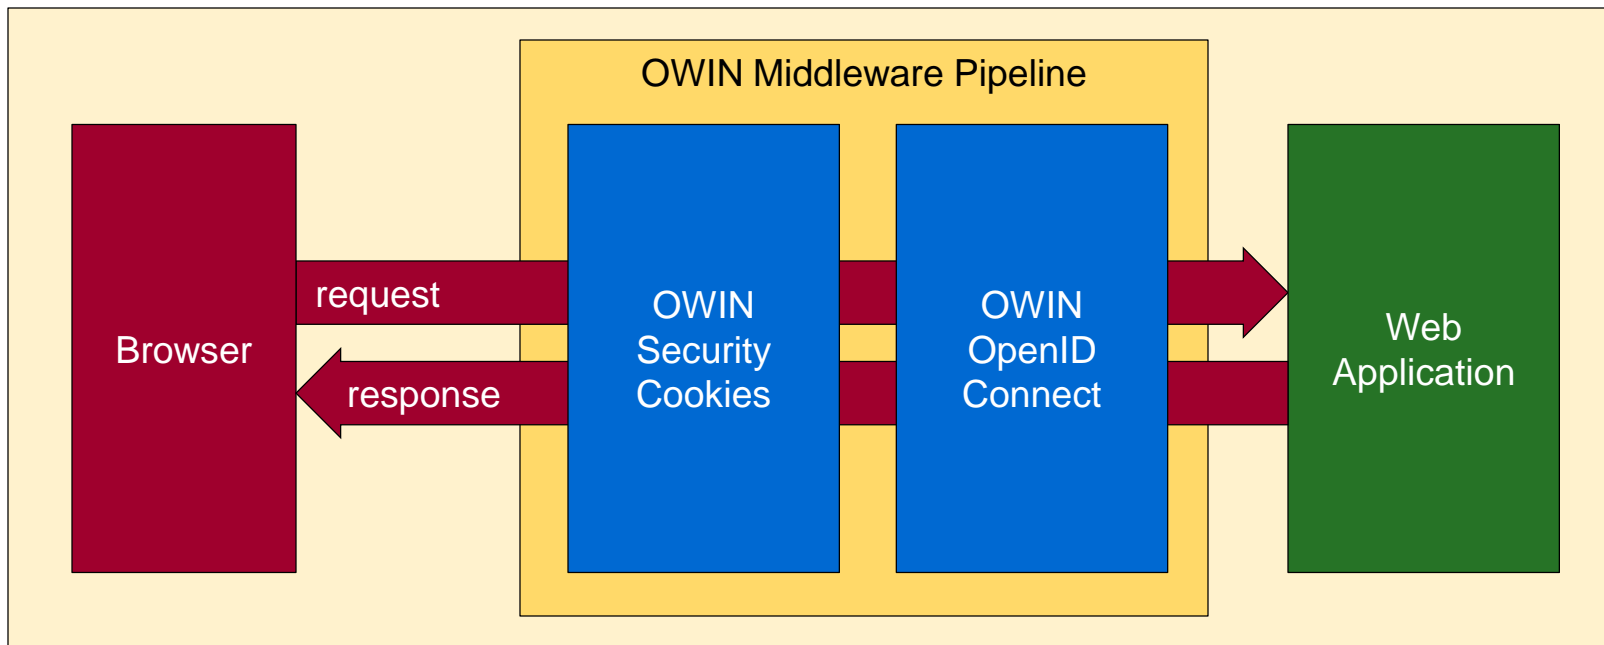 OWIN Middleware Pipeline
Browser
request
response
OWIN
Security
Cookies
OWIN
OpenID
Connect
Web
Application